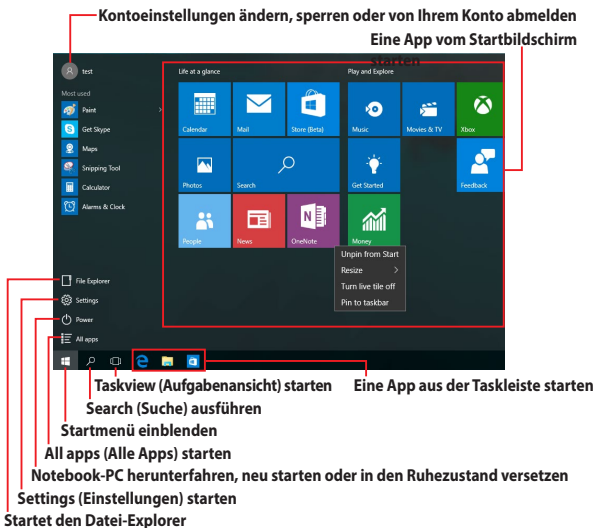 Kontoeinstellungen ändern, sperren oder von Ihrem Konto abmelden
Eine App vom Startbildschirm
starten
test
Life at a glance
Play and Explore
Most used
Paint
Get Skype
Maps
Snipping Tool
Calculator
Alarms & Clock
Calendar
Mail
Store (Beta)
Music
Movies & TV
Xbox
Photos
Search
Get Started
Feedback
People
News
OneNote
Money
Unpin from Start
Resize
Turn live tile off
Pin to taskbar
File Explorer
Settings
Power
All apps
Taskview (Aufgabenansicht) starten
Eine App aus der Taskleiste starten
Search (Suche) ausführen
Startmenü einblenden
All apps (Alle Apps) starten
Notebook-PC herunterfahren, neu starten oder in den Ruhezustand versetzen
Settings (Einstellungen) starten
Startet den Datei-Explorer